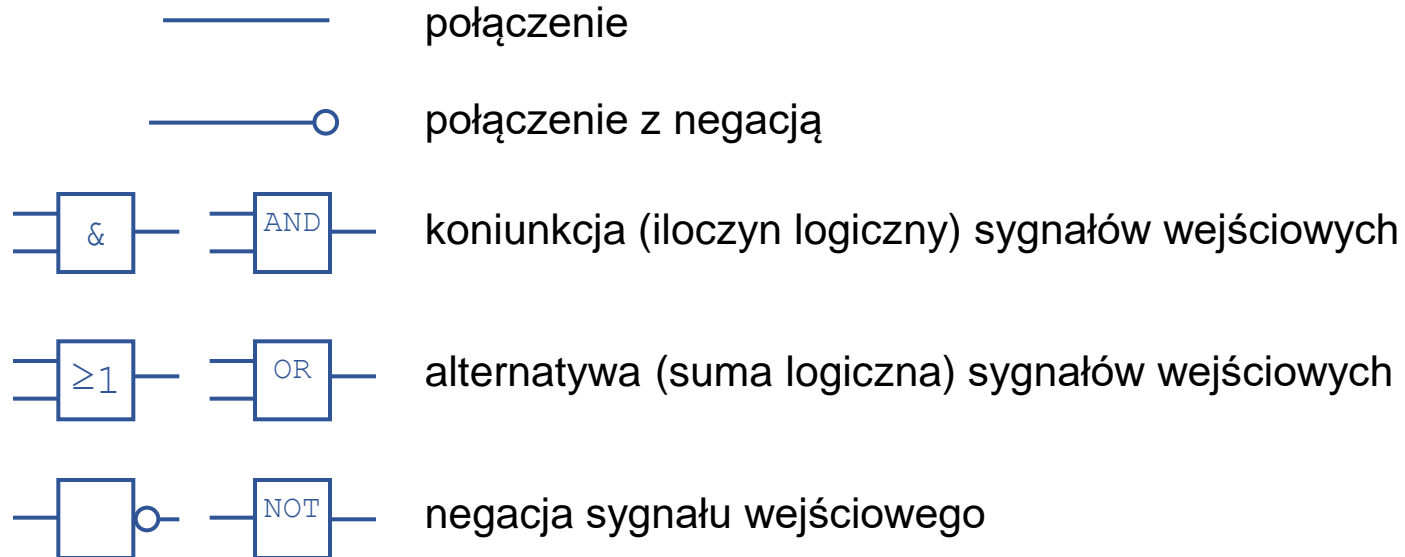 połączenie
połączenie z negacją
& AND koniunkcja (iloczyn logiczny) sygnałów wejściowych
≥1 OR alternatywa (suma logiczna) sygnałów wejściowych
NOT negacja sygnału wejściowego